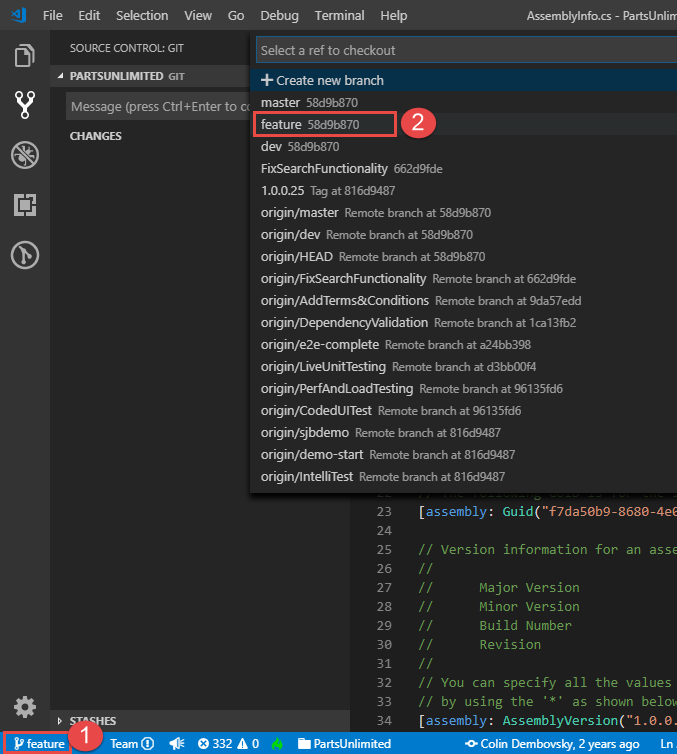 File Edit Selection View Go Debug Terminal Help AssemblyInfo.cs - PartsUnlim
SOURCE CONTROL: GIT
Select a ref to checkout
PARTSUNLIMITED GIT
Create new branch
Message (press Ctrl+Enter to co
master 58d9b870
feature 58d9b870
2
CHANGES
dev 58d9b870
FixSearchFunctionality 662d9fde
1.0.0.25 Tag at 816d9487
origin/master Remote branch at 58d9b870
origin/dev Remote branch at 58d9b870
origin/HEAD Remote branch at 58d9b870
origin/FixSearchFunctionality Remote branch at 662d9fde
origin/AddTerms&Conditions Remote branch at 9da57edd
origin/DependencyValidation Remote branch at 1ca13fb2
origin/e2e-complete Remote branch at a24bb398
origin/LiveUnitTesting Remote branch at d3bb00f4
origin/PerfAndLoadTesting Remote branch at 96135fd6
origin/CodedUITest Remote branch at 96135fd6
origin/sjbdemo Remote branch at 816d9487
origin/demo-start Remote branch at 816d9487
origin/IntelliTest Remote branch at 816d9487
23 [assembly: Guid("f7da50b9-8680-4e0
24
25 // Version information for an asse
26 //
27 // Major Version
28 // Minor Version
29 // Build Number
30 // Revision
31 //
32 // You can specify all the values
33 // by using the '*' as shown below
34 [assembly: AssemblyVersion("1.0.0.
STASHES
1
feature Team 332 0 PartsUnlimited Colin Dembovsky, 2 years ago Ln